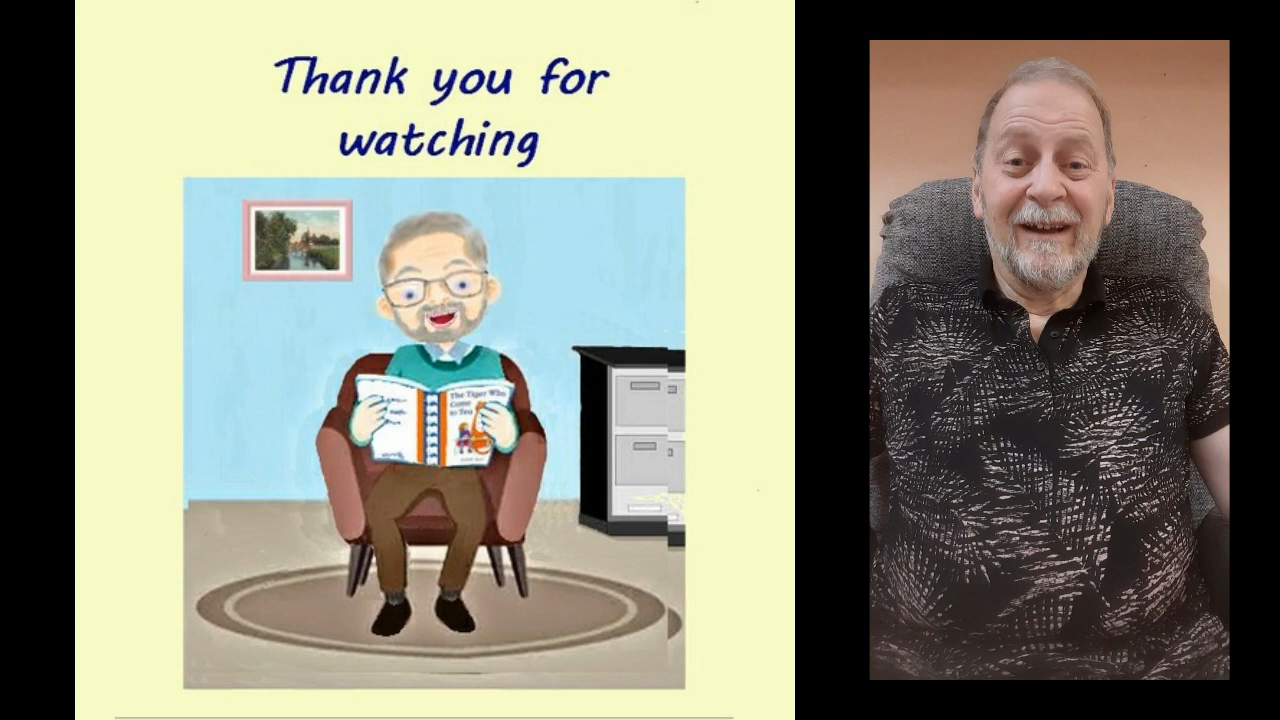 Thank you for
watching
The Tiger Who
Came
to Tea